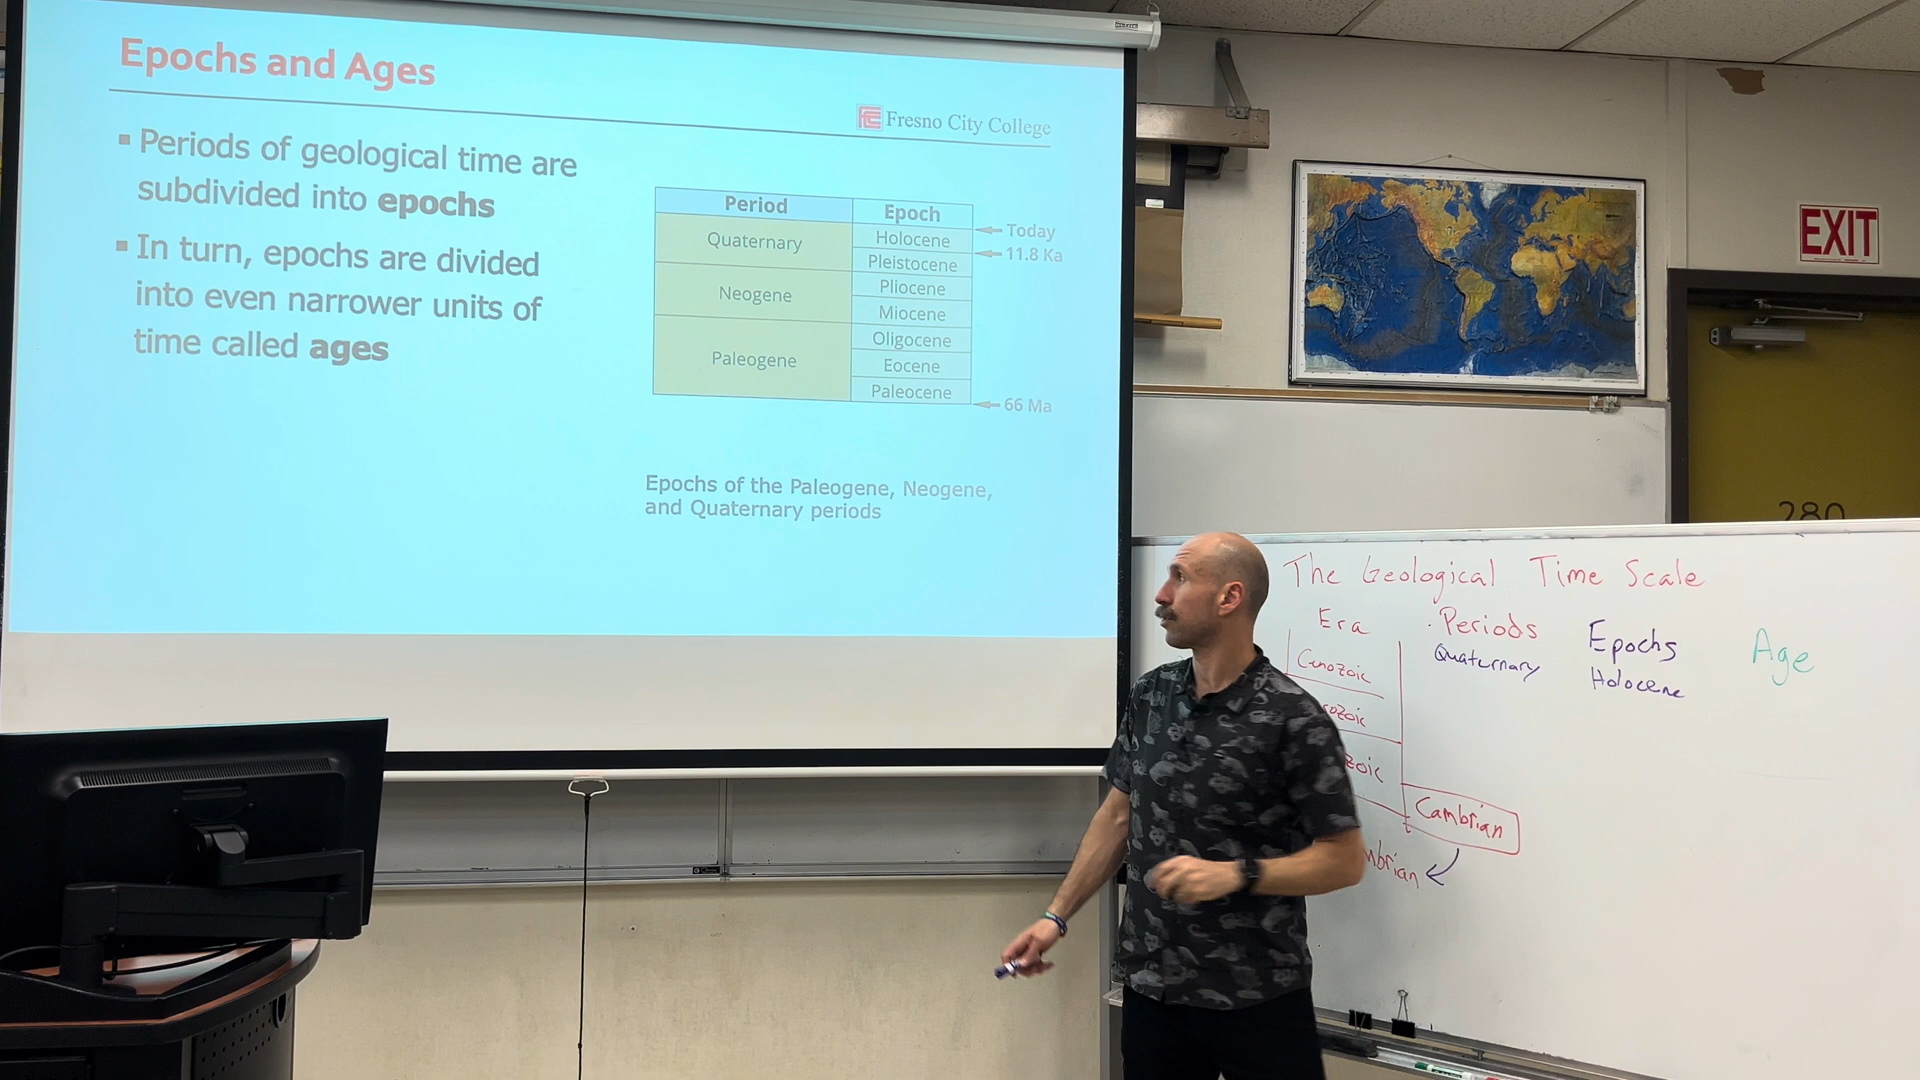 Epochs and Ages
Fresno City College
▪ Periods of geological time are
subdivided into epochs
▪ In turn, epochs are divided
into even narrower units of
time called ages
Period Epoch
Quaternary Holocene
Pleistocene
Neogene Pliocene
Miocene
Paleogene Oligocene
Eocene
Paleocene
Today
11.8 Ka
66 Ma
Epochs of the Paleogene, Neogene,
and Quaternary periods
EXIT
280
The Geological Time Scale
Era Periods Epochs Age
Cenozoic Quaternary Holocene
ozoic
zoic
Cambrian
mbrian